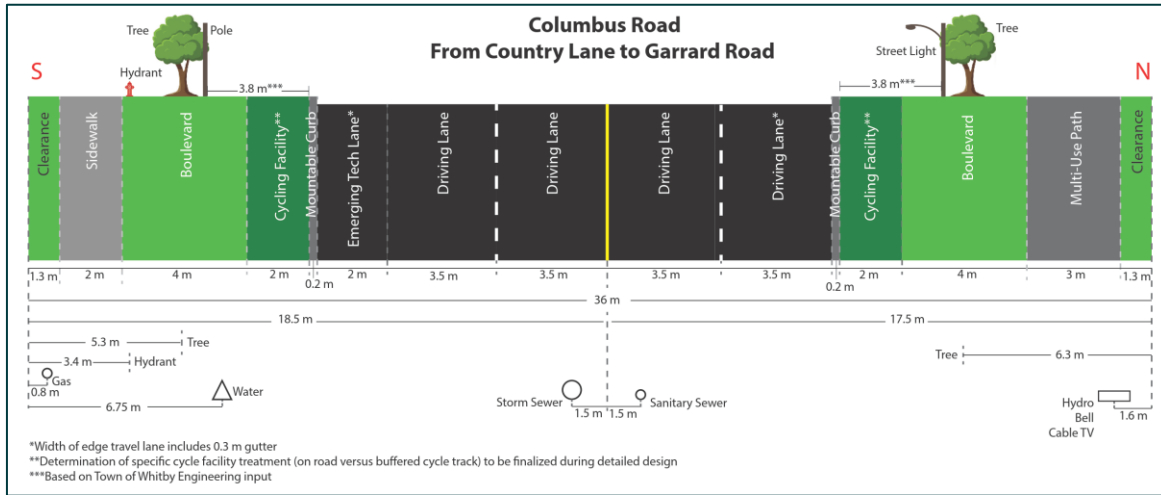 Columbus Road
From Country Lane to Garrard Road
Tree
Pole
Hydrant
S
3.8 m***
Street Light
Tree
N
3.8 m***
Clearance
Sidewalk
Boulevard
Cycling Facility**
Mountable Curb
Emerging Tech Lane*
Driving Lane
Driving Lane
Driving Lane
Driving Lane*
Mountable Curb
Cycling Facility**
Boulevard
Multi-Use Path
Clearance
1.3 m
2 m
4 m
2 m
0.2 m
2 m
3.5 m
3.5 m
3.5 m
3.5 m
0.2 m
2 m
4 m
3 m
1.3 m
36 m
18.5 m
17.5 m
5.3 m
Tree
3.4 m
Hydrant
Gas
0.8 m
Water
6.75 m
Storm Sewer
1.5 m
1.5 m
Sanitary Sewer
Tree
6.3 m
Hydro
Bell
Cable TV
1.6 m
*Width of edge travel lane includes 0.3 m gutter
**Determination of specific cycle facility treatment (on road versus buffered cycle track) to be finalized during detailed design
***Based on Town of Whitby Engineering input